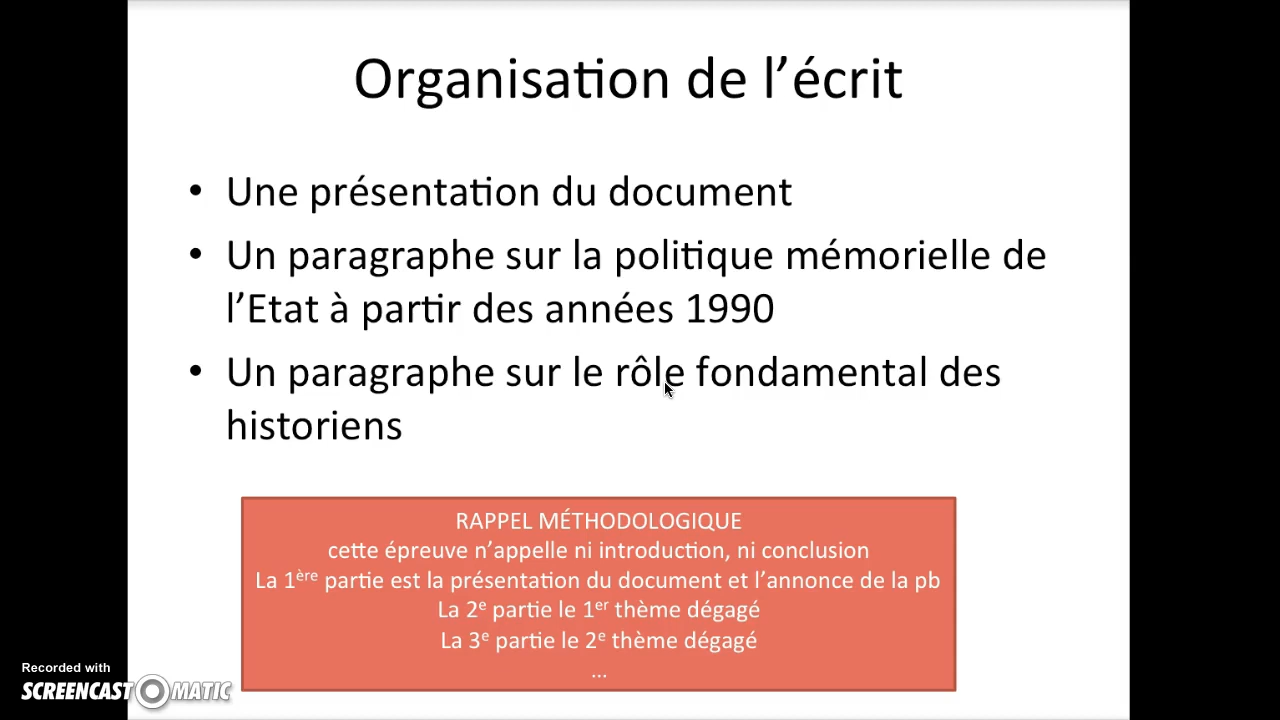 Organisation de l’écrit
• Une présentation du document
• Un paragraphe sur la politique mémorielle de
l’Etat à partir des années 1990
• Un paragraphe sur le rôle fondamental des
historiens
RAPPEL MÉTHODOLOGIQUE
cette épreuve n’appelle ni introduction, ni conclusion
La 1ère partie est la présentation du document et l’annonce de la pb
La 2e partie le 1er thème dégagé
La 3e partie le 2e thème dégagé
...
Recorded with
SCREENCAST-O-MATIC